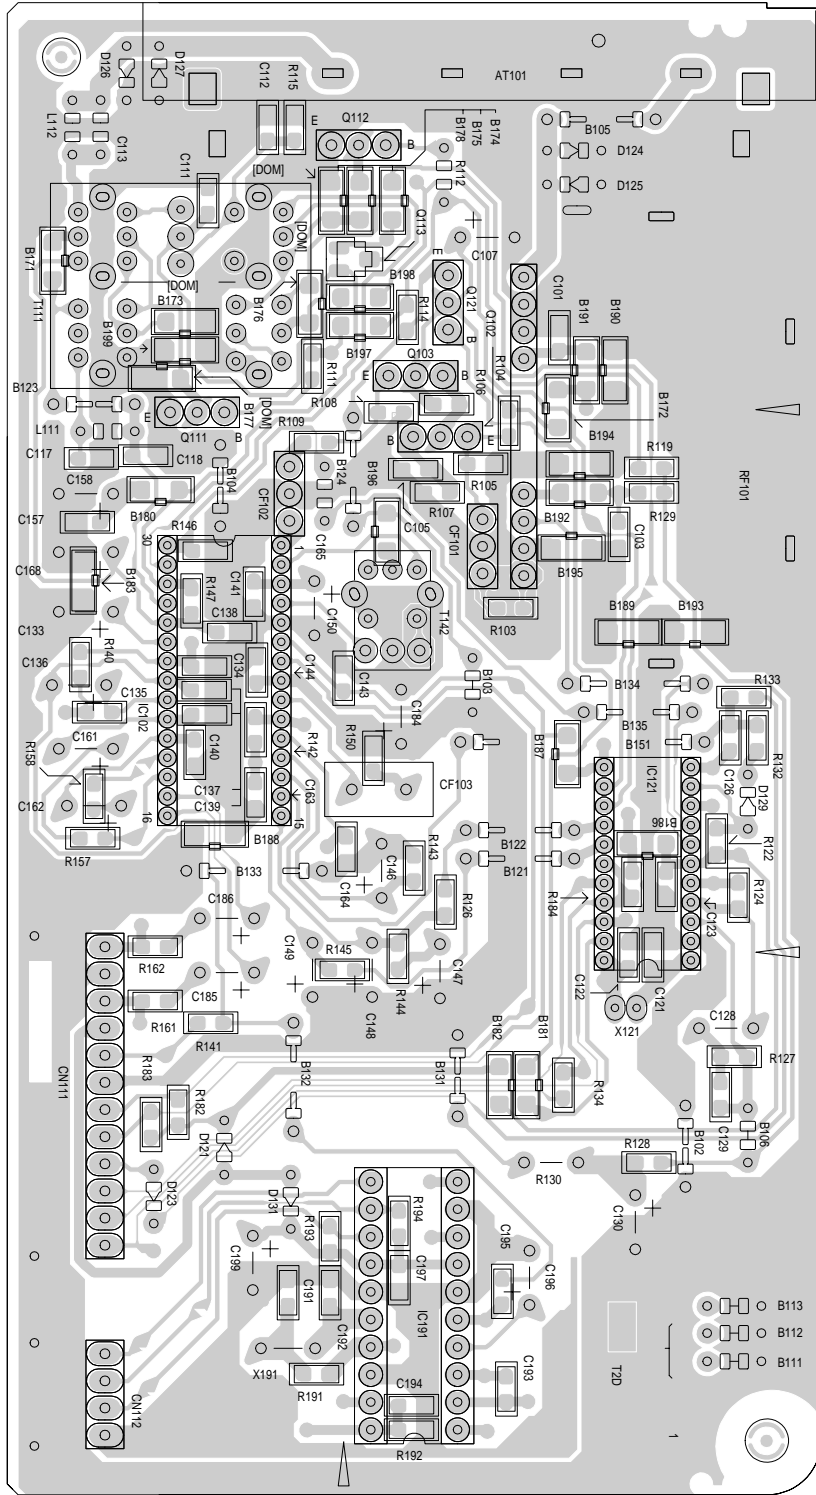 AT101
D126
D127
C112
R115
E
Q112
B
B178
B175
B174
B105
L112
C113
D124
R112
[DOM]
C111
D125
Q113
[DOM]
C107
B171
B198
E
[DOM]
T111
B173
B176
Q121
C101
B191
B190
R114
Q102
B199
B
B197
R104
R111
Q103
B123
E
B
R106
B172
R108
[DOM]
B177
E
Q111
B
R109
B
E
L111
B194
R119
C117
C118
B104
B124
B196
R105
RF101
C158
CF102
R107
C157
B180
C105
CF101
B192
R129
C103
R146
C165
30
1
B195
C168
B183
R147
C141
C150
T142
C133
C138
R103
B189
B193
R140
C136
C134
C144
C143
B103
B134
R133
C135
IC102
C184
B135
C161
R142
R150
B187
B151
R158
C140
IC121
C126
R132
D129
C137
CF103
C162
C139
C163
16
15
B186
R157
B188
B122
R122
R143
B133
B121
C164
C146
R184
R124
C186
R126
C123
C149
R145
R162
C147
C122
C121
C185
R144
X121
R161
C148
C128
R141
B182
B181
R127
CN111
R183
B132
B131
R182
R134
D121
B102
C129
B106
R128
D123
D131
R130
R193
R194
C130
C199
C195
C197
C196
C191
B113
C192
IC191
B112
X191
T2D
B111
R191
C193
CN112
C194
1
R192